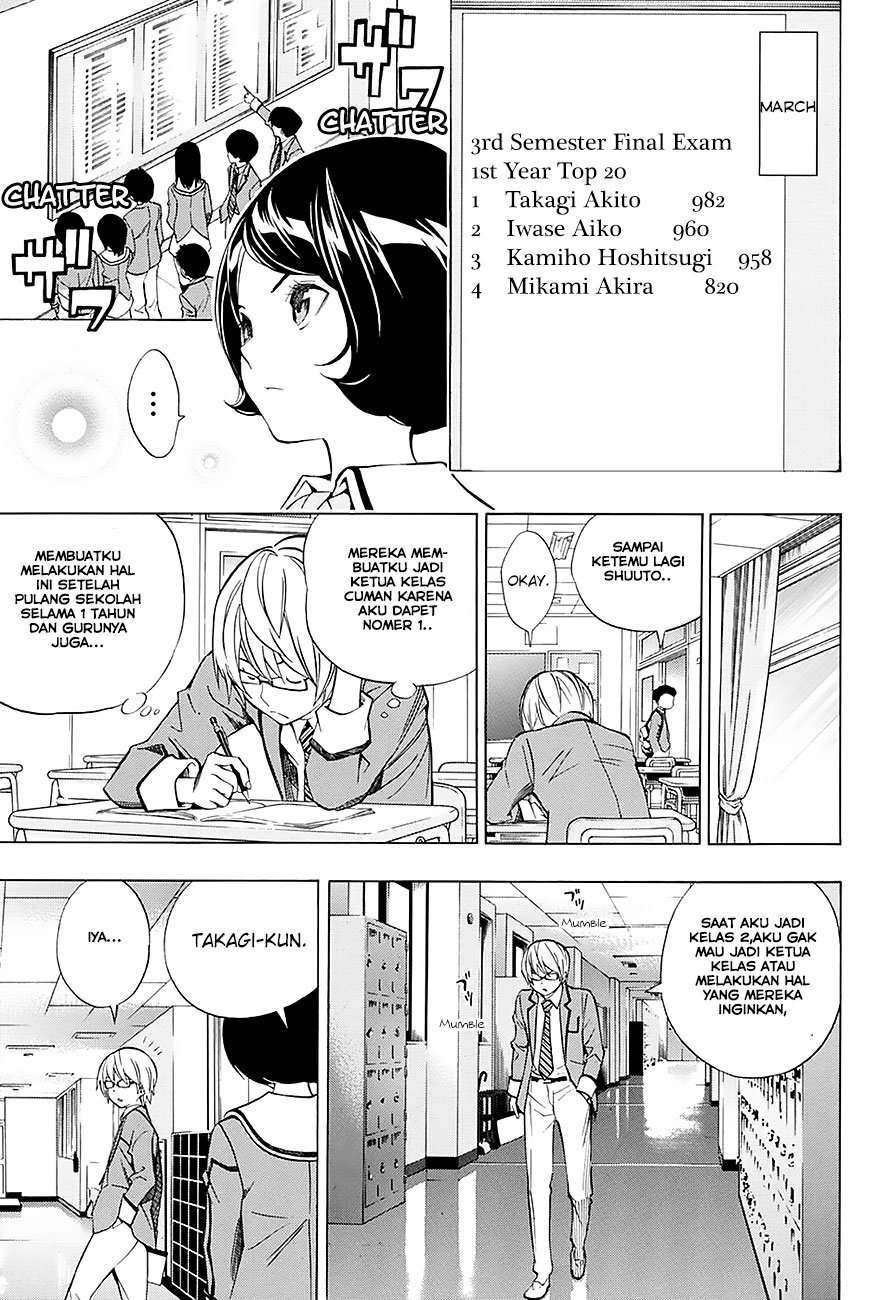 MARCH
3rd Semester Final Exam
1st Year Top 20
1 Takagi Akito 982
2 Iwase Aiko 960
3 Kamiho Hoshitsugi 958
4 Mikami Akira 820
ザワ
CHATTER
CHATTER
ザワ
...
SAMPAI
KETEMU LAGI
SHUUTO..
OKAY.
MEREKA MEM-
BUATKU JADI
KETUA KELAS
CUMAN KARENA
AKU DAPET
NOMER 1..
MEMBUATKU
MELAKUKAN HAL
INI SETELAH
PULANG SEKOLAH
SELAMA 1 TAHUN
DAN GURUNYA
JUGA...
SAAT AKU JADI
KELAS 2,AKU GAK
MAU JADI KETUA
KELAS ATAU
MELAKUKAN HAL
YANG MEREKA
INGINKAN,
ブツ
Mumble
ブツ
Mumble
TAKAGI-KUN.
IYA...